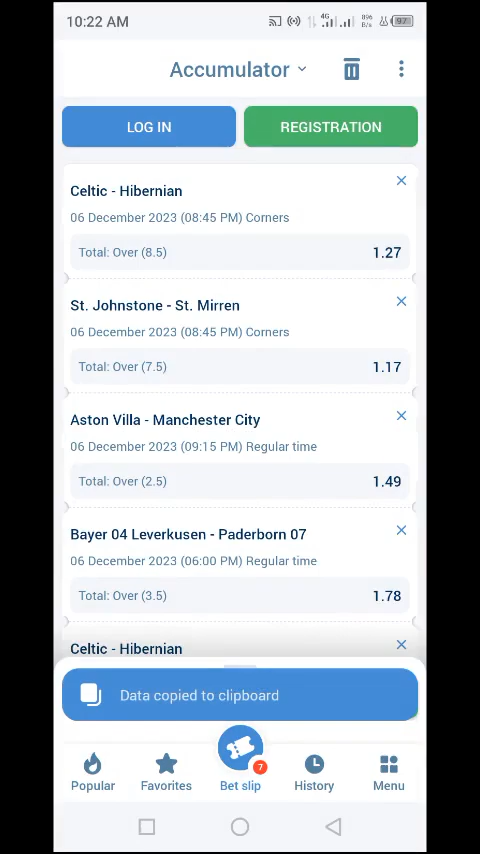 10:22 AM 4G 896 B/s 97
Accumulator
LOG IN REGISTRATION
Celtic - Hibernian
06 December 2023 (08:45 PM) Corners
Total: Over (8.5) 1.27
St. Johnstone - St. Mirren
06 December 2023 (08:45 PM) Corners
Total: Over (7.5) 1.17
Aston Villa - Manchester City
06 December 2023 (09:15 PM) Regular time
Total: Over (2.5) 1.49
Bayer 04 Leverkusen - Paderborn 07
06 December 2023 (06:00 PM) Regular time
Total: Over (3.5) 1.78
Celtic - Hibernian
Data copied to clipboard
7
Popular Favorites Bet slip History Menu